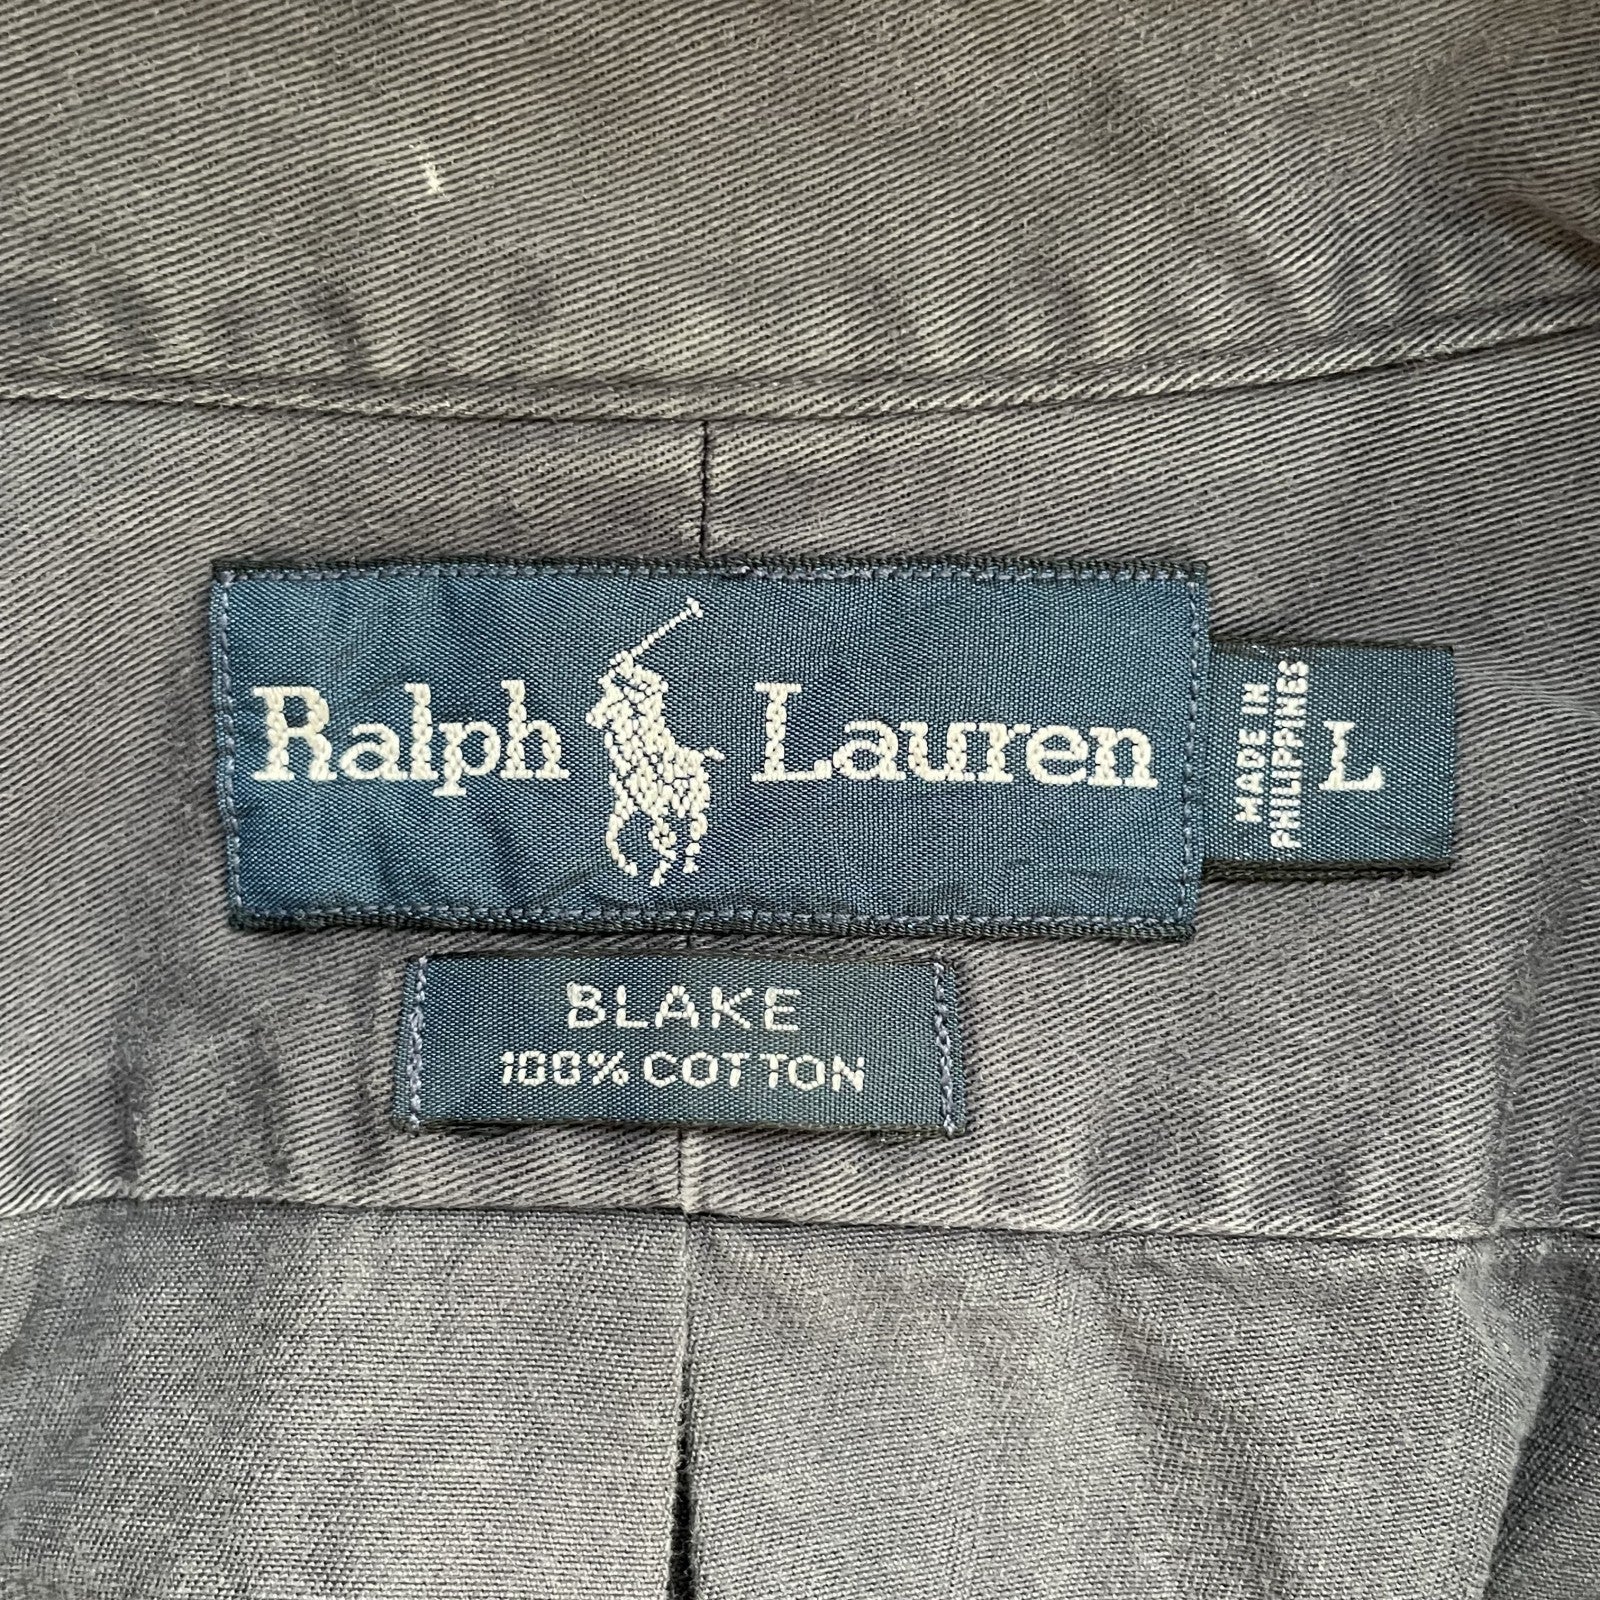 Ralph Lauren
MADE IN
PHILIPPINES
L
BLAKE
100% COTTON